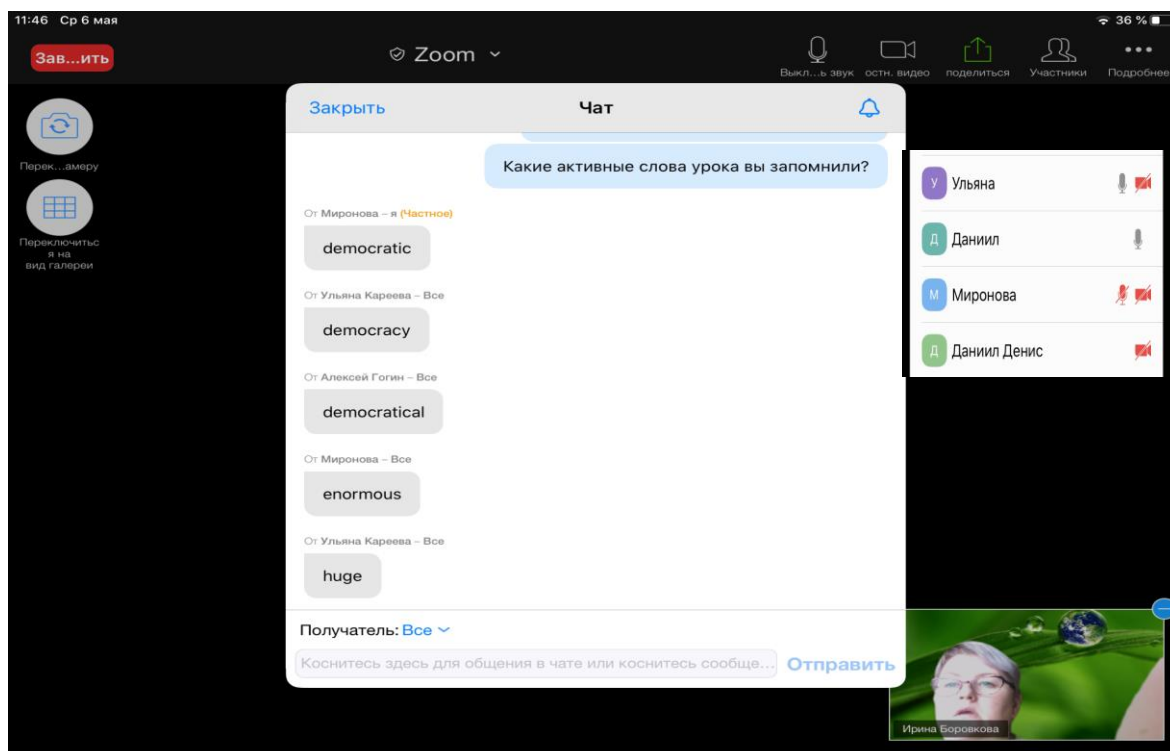 11:46 Ср 6 мая
36 %
Зав...ить
Zoom
Выкл...ь звук
остн. видео
поделиться
Участники
Подробнее
Перек...амеру
Переключитьс
я на
вид галереи
Закрыть
Чат
Какие активные слова урока вы запомнили?
От Миронова – я (Частное)
democratic
От Ульяна Кареева – Все
democracy
От Алексей Гогин – Все
democratical
От Миронова – Все
enormous
От Ульяна Кареева – Все
huge
Получатель: Все
Коснитесь здесь для общения в чате или коснитесь сообще...
Отправить
У Ульяна
Д Даниил
М Миронова
Д Даниил Денис
Ирина Боровкова